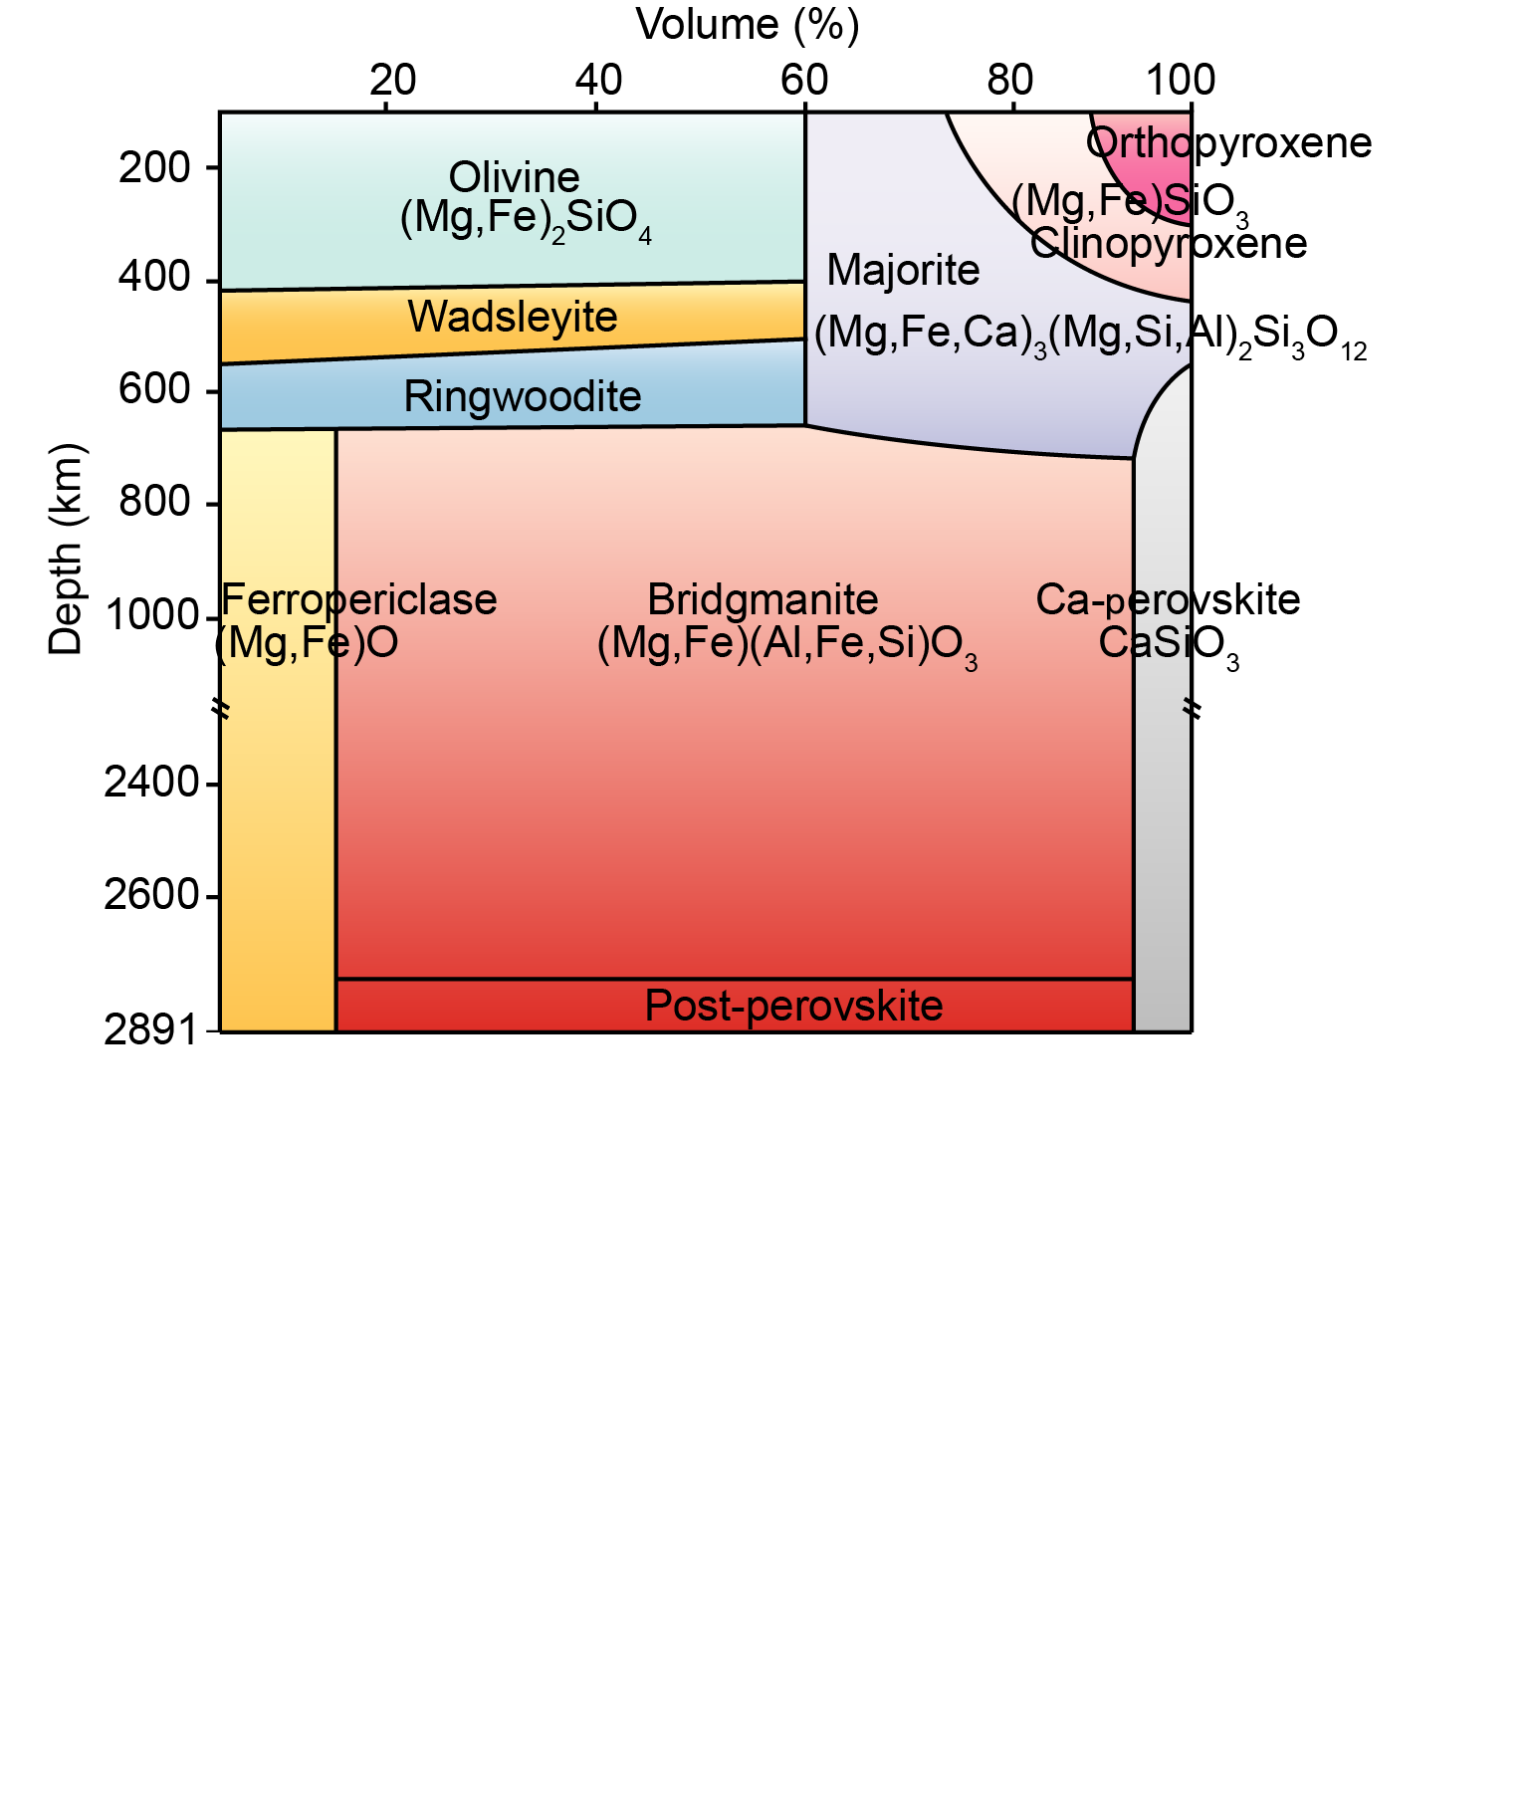 Volume (%)
20 40 60 80 100
200
Olivine
(Mg,Fe)₂SiO₄
Orthopyroxene
(Mg,Fe)SiO₃
Clinopyroxene
400
Majorite
(Mg,Fe,Ca)₃(Mg,Si,Al)₂Si₃O₁₂
Wadsleyite
600
Ringwoodite
Depth (km)
800
1000
Ferropericlase
(Mg,Fe)O
Bridgmanite
(Mg,Fe)(Al,Fe,Si)O₃
Ca-perovskite
CaSiO₃
2400
2600
Post-perovskite
2891